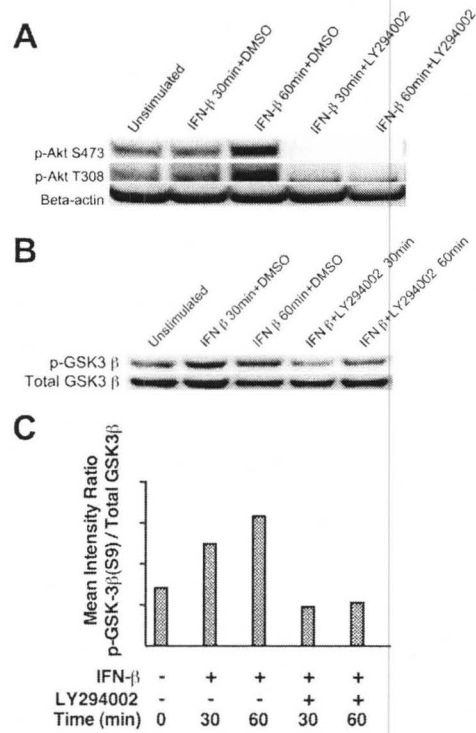 A
Unstimulated
IFN-β 30min+DMSO
IFN-β 60min+DMSO
IFN-β 30min+LY294002
IFN-β 60min+LY294002
p-Akt S473
p-Akt T308
Beta-actin
B
Unstimulated
IFN β 30min+DMSO
IFN β 60min+DMSO
IFN β+LY294002 30min
IFN β+LY294002 60min
p-GSK3 β
Total GSK3 β
C
Mean Intensity Ratio
p-GSK-3β(S9) / Total GSK3β
IFN-β - + + + +
LY294002 - - - + +
Time (min) 0 30 60 30 60